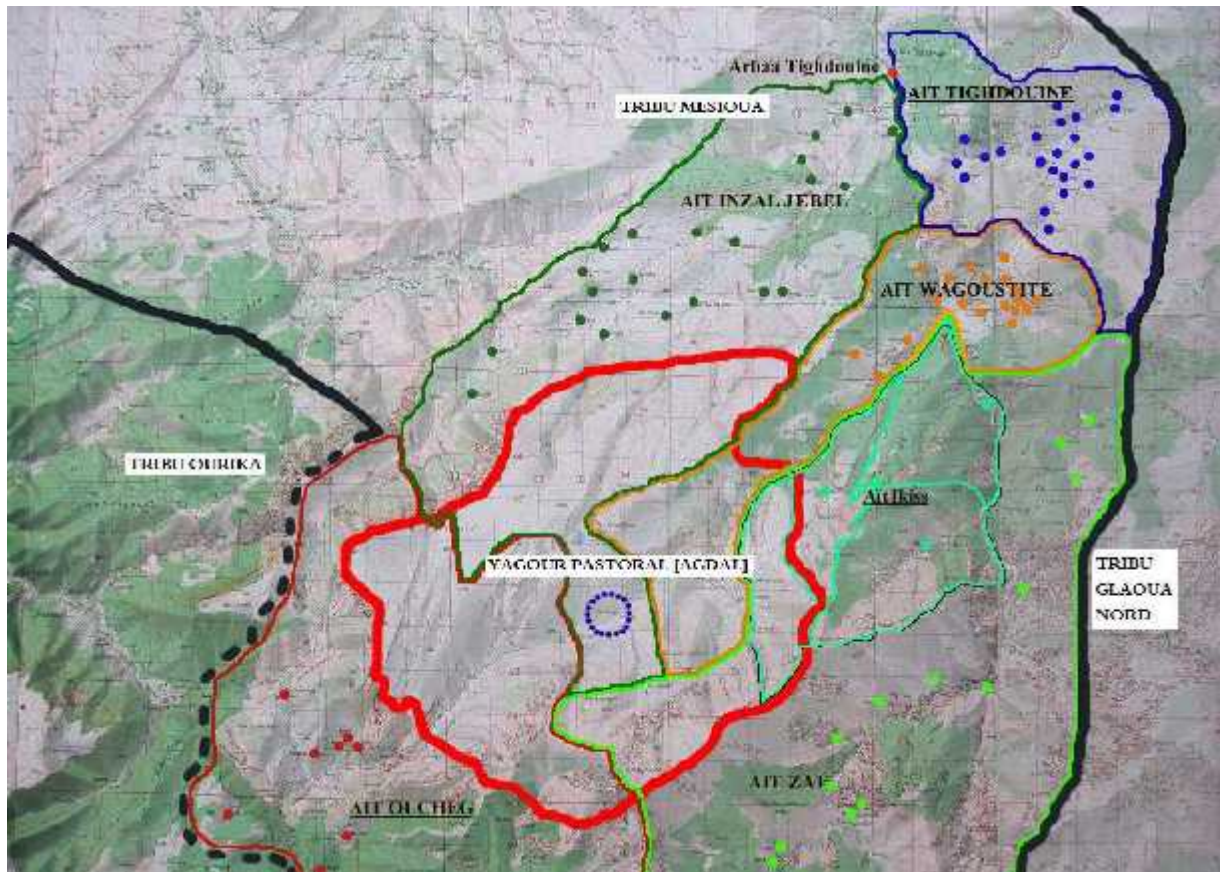 Arbaa Tighdouine
AIT TIGHDOUINE
TRIBU MESIOUA
AIT INZAL JEBEL
AIT WAGOUSTITE
TRIBU OURIKA
Ait Ikiss
YAGOUR PASTORAL [AGDAL]
TRIBU
GLAOUA
NORD
AIT ZAT
AIT OUCHEG